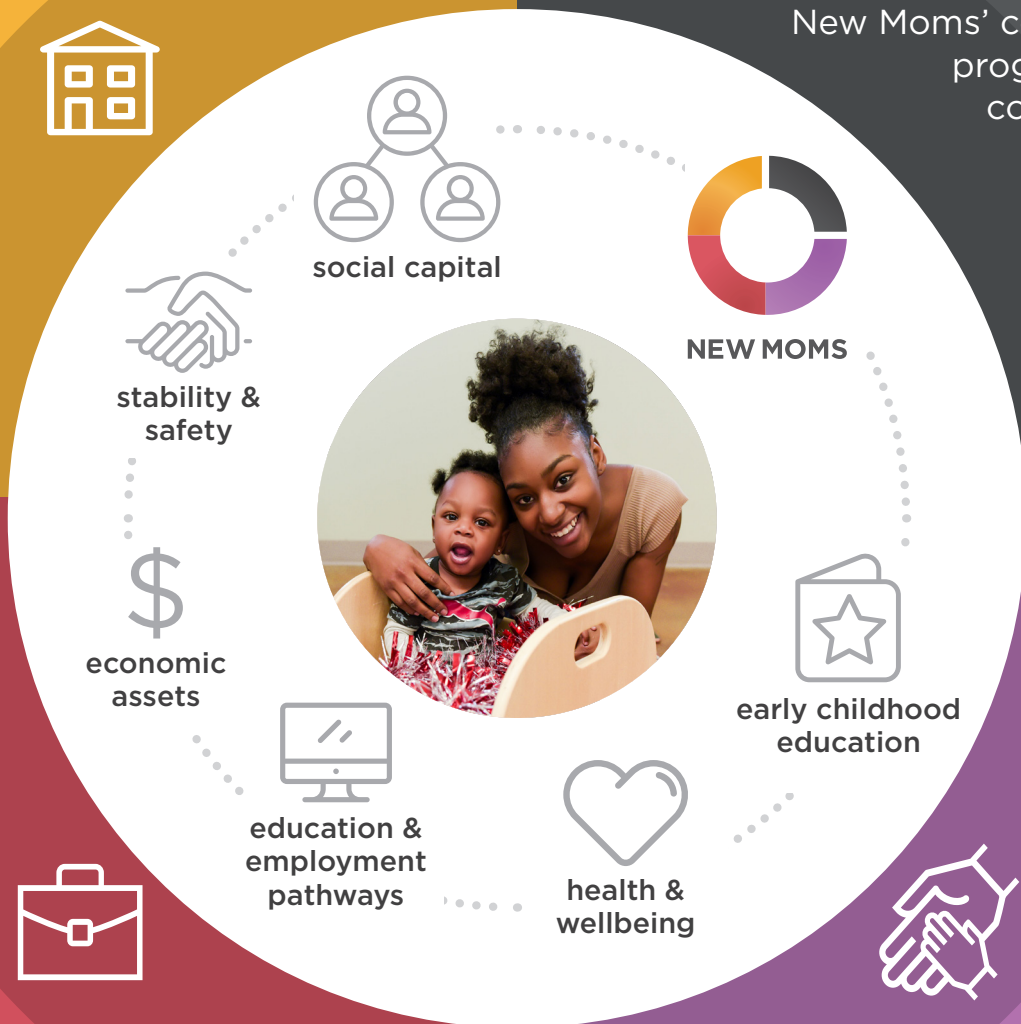 New Moms’ c
prog
co
social capital
NEW MOMS
stability &
safety
economic
assets
early childhood
education
education &
employment
pathways
health &
wellbeing